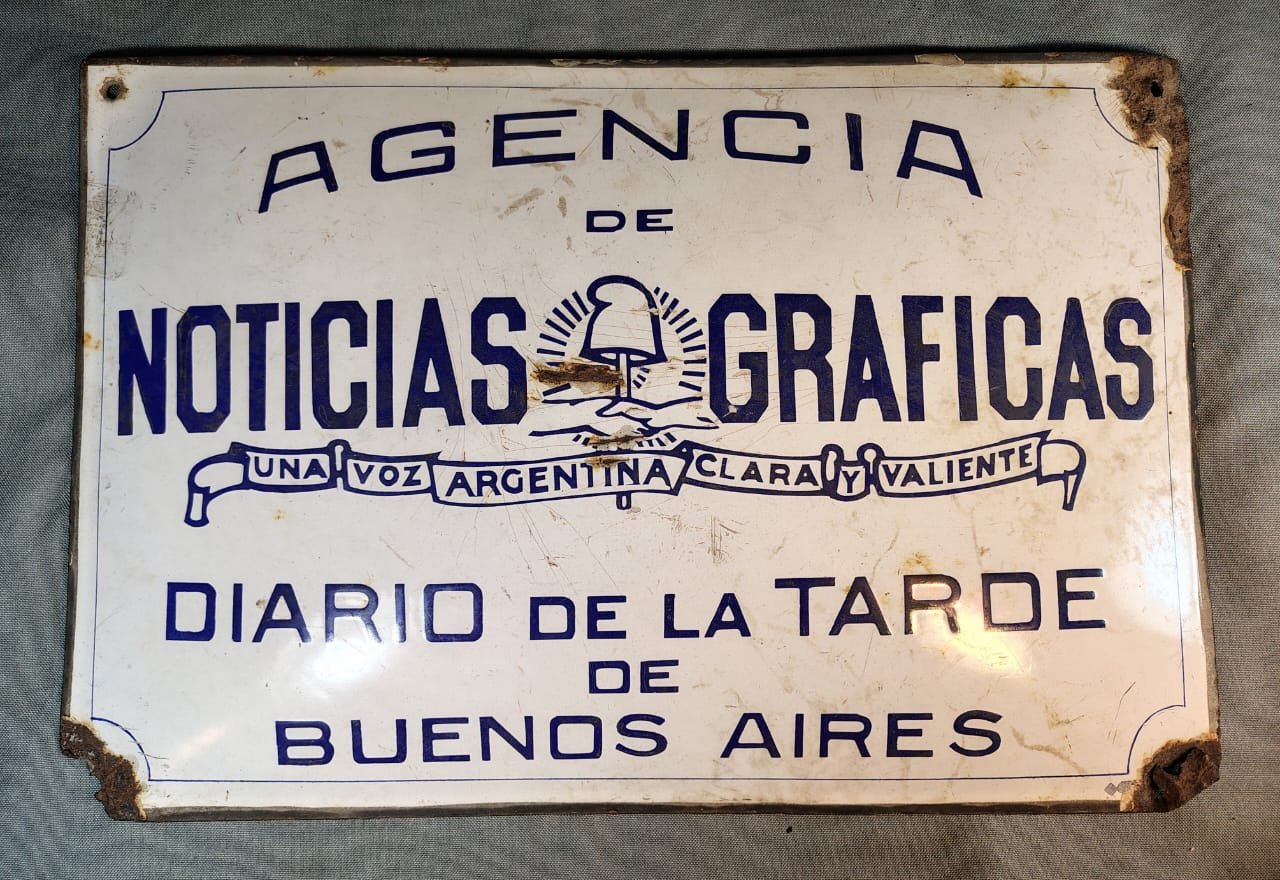 AGENCIA
DE
NOTICIAS GRAFICAS
UNA VOZ ARGENTINA CLARA Y VALIENTE
DIARIO DE LA TARDE
DE
BUENOS AIRES